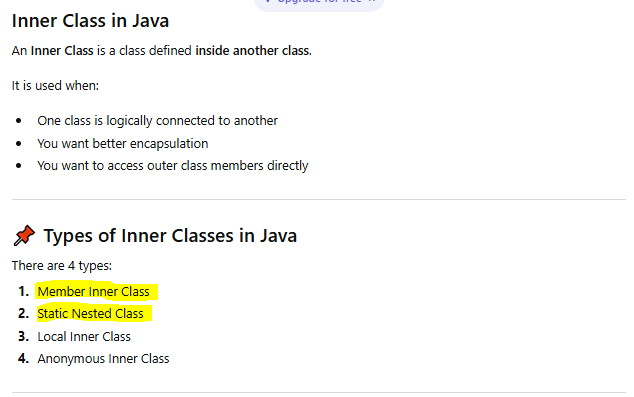 Upgrade for free
Inner Class in Java
An Inner Class is a class defined inside another class.
It is used when:
• One class is logically connected to another
• You want better encapsulation
• You want to access outer class members directly
📌 Types of Inner Classes in Java
There are 4 types:
1. Member Inner Class
2. Static Nested Class
3. Local Inner Class
4. Anonymous Inner Class